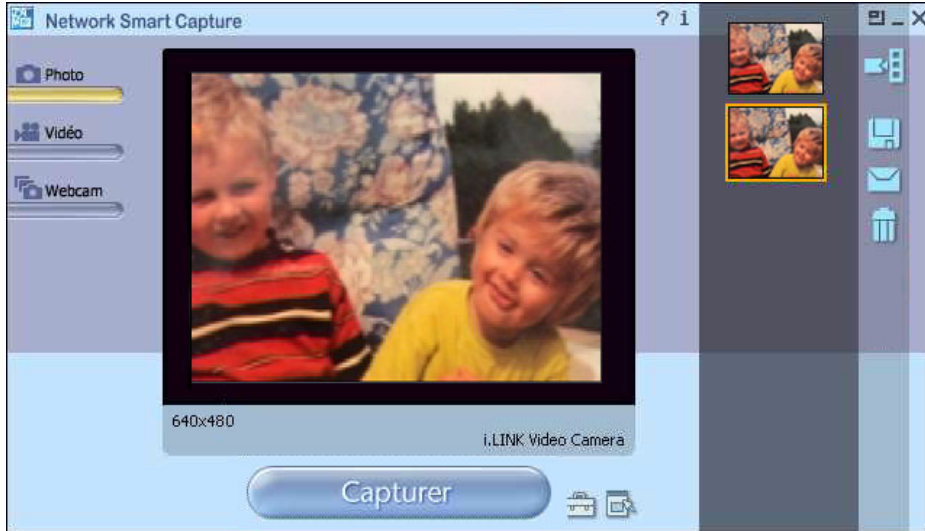 Network Smart Capture
? i
Photo
Vidéo
Webcam
640x480
i.LINK Video Camera
Capturer